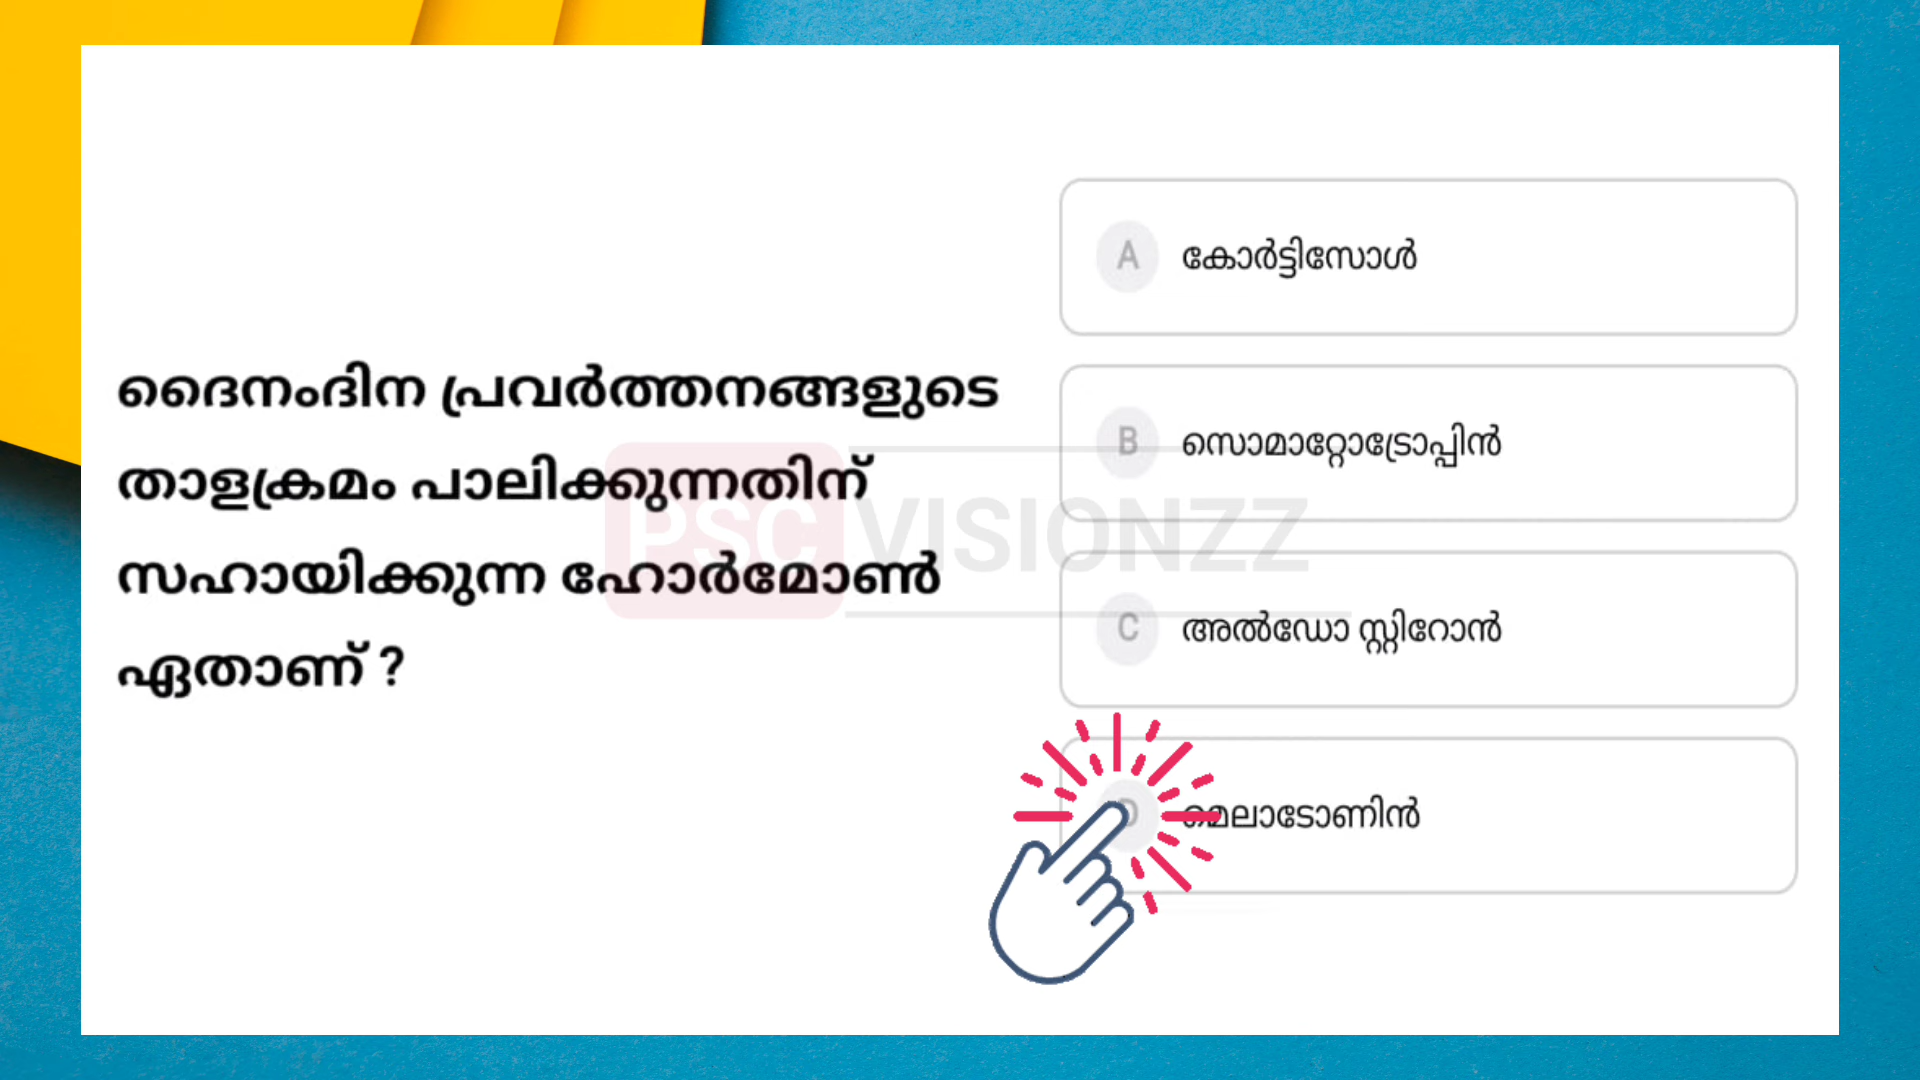 ദൈനംദിന പ്രവർത്തനങ്ങളുടെ
താളക്രമം പാലിക്കുന്നതിന്
സഹായിക്കുന്ന ഹോർമോൺ
ഏതാണ് ?
A കോർട്ടിസോൾ
B സൊമാറ്റോട്രോപ്പിൻ
C അൽഡോ സ്റ്റിറോൻ
D മെലാടോണിൻ
PSC VISIONZZ